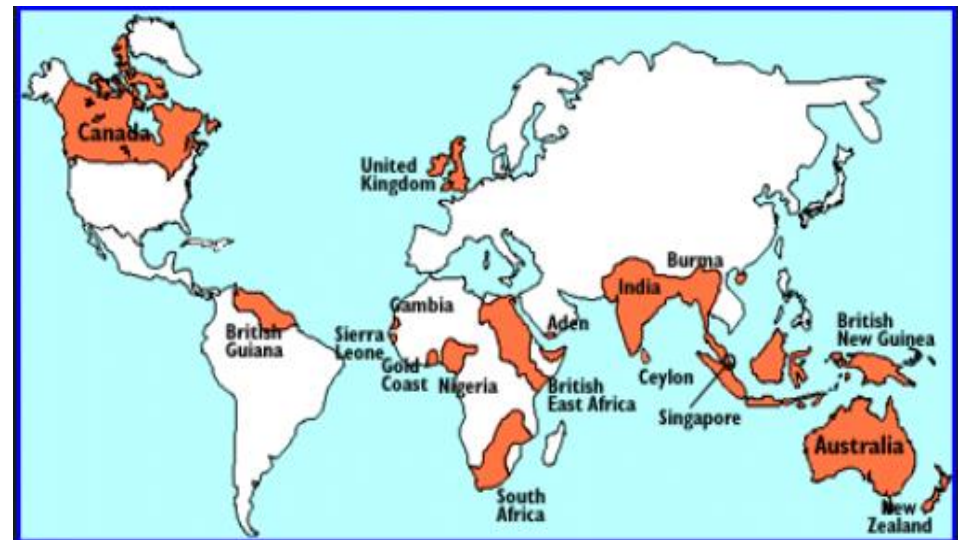 Canada
United
Kingdom
Burma
India
Gambia
Aden
British
Guiana
Sierra
Leone
Gold
Coast
Nigeria
British
East Africa
Ceylon
Singapore
British
New Guinea
Australia
South
Africa
New
Zealand